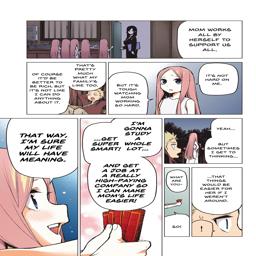 MOM WORKS
ALL BY
HERSELF TO
SUPPORT US
ALL.
IT'S NOT
HARD ON
ME.
BUT IT'S
TOUGH
WATCHING
MOM
WORKING
SO HARD.
THAT'S
PRETTY
MUCH WHAT
MY FAMILY'S
LIKE, TOO.
OF COURSE
IT'D BE
BETTER TO
BE RICH, BUT
IT'S NOT LIKE
I CAN DO
ANYTHING
ABOUT IT.
YEAH...
BUT
SOMETIMES
I GET TO
THINKING...
...THAT
THINGS
WOULD BE
EASIER FOR
HER IF I
WEREN'T
AROUND.
WHAT
ARE
YOU-
SO!
I'M
GONNA
STUDY
A
WHOLE
LOT...
...GET
SUPER
SMART!
AND GET
A JOB AT
A REALLY
HIGH-PAYING
COMPANY SO
I CAN MAKE
MOM'S LIFE
EASIER!
THAT WAY,
I'M SURE
MY LIFE
WILL HAVE
MEANING.